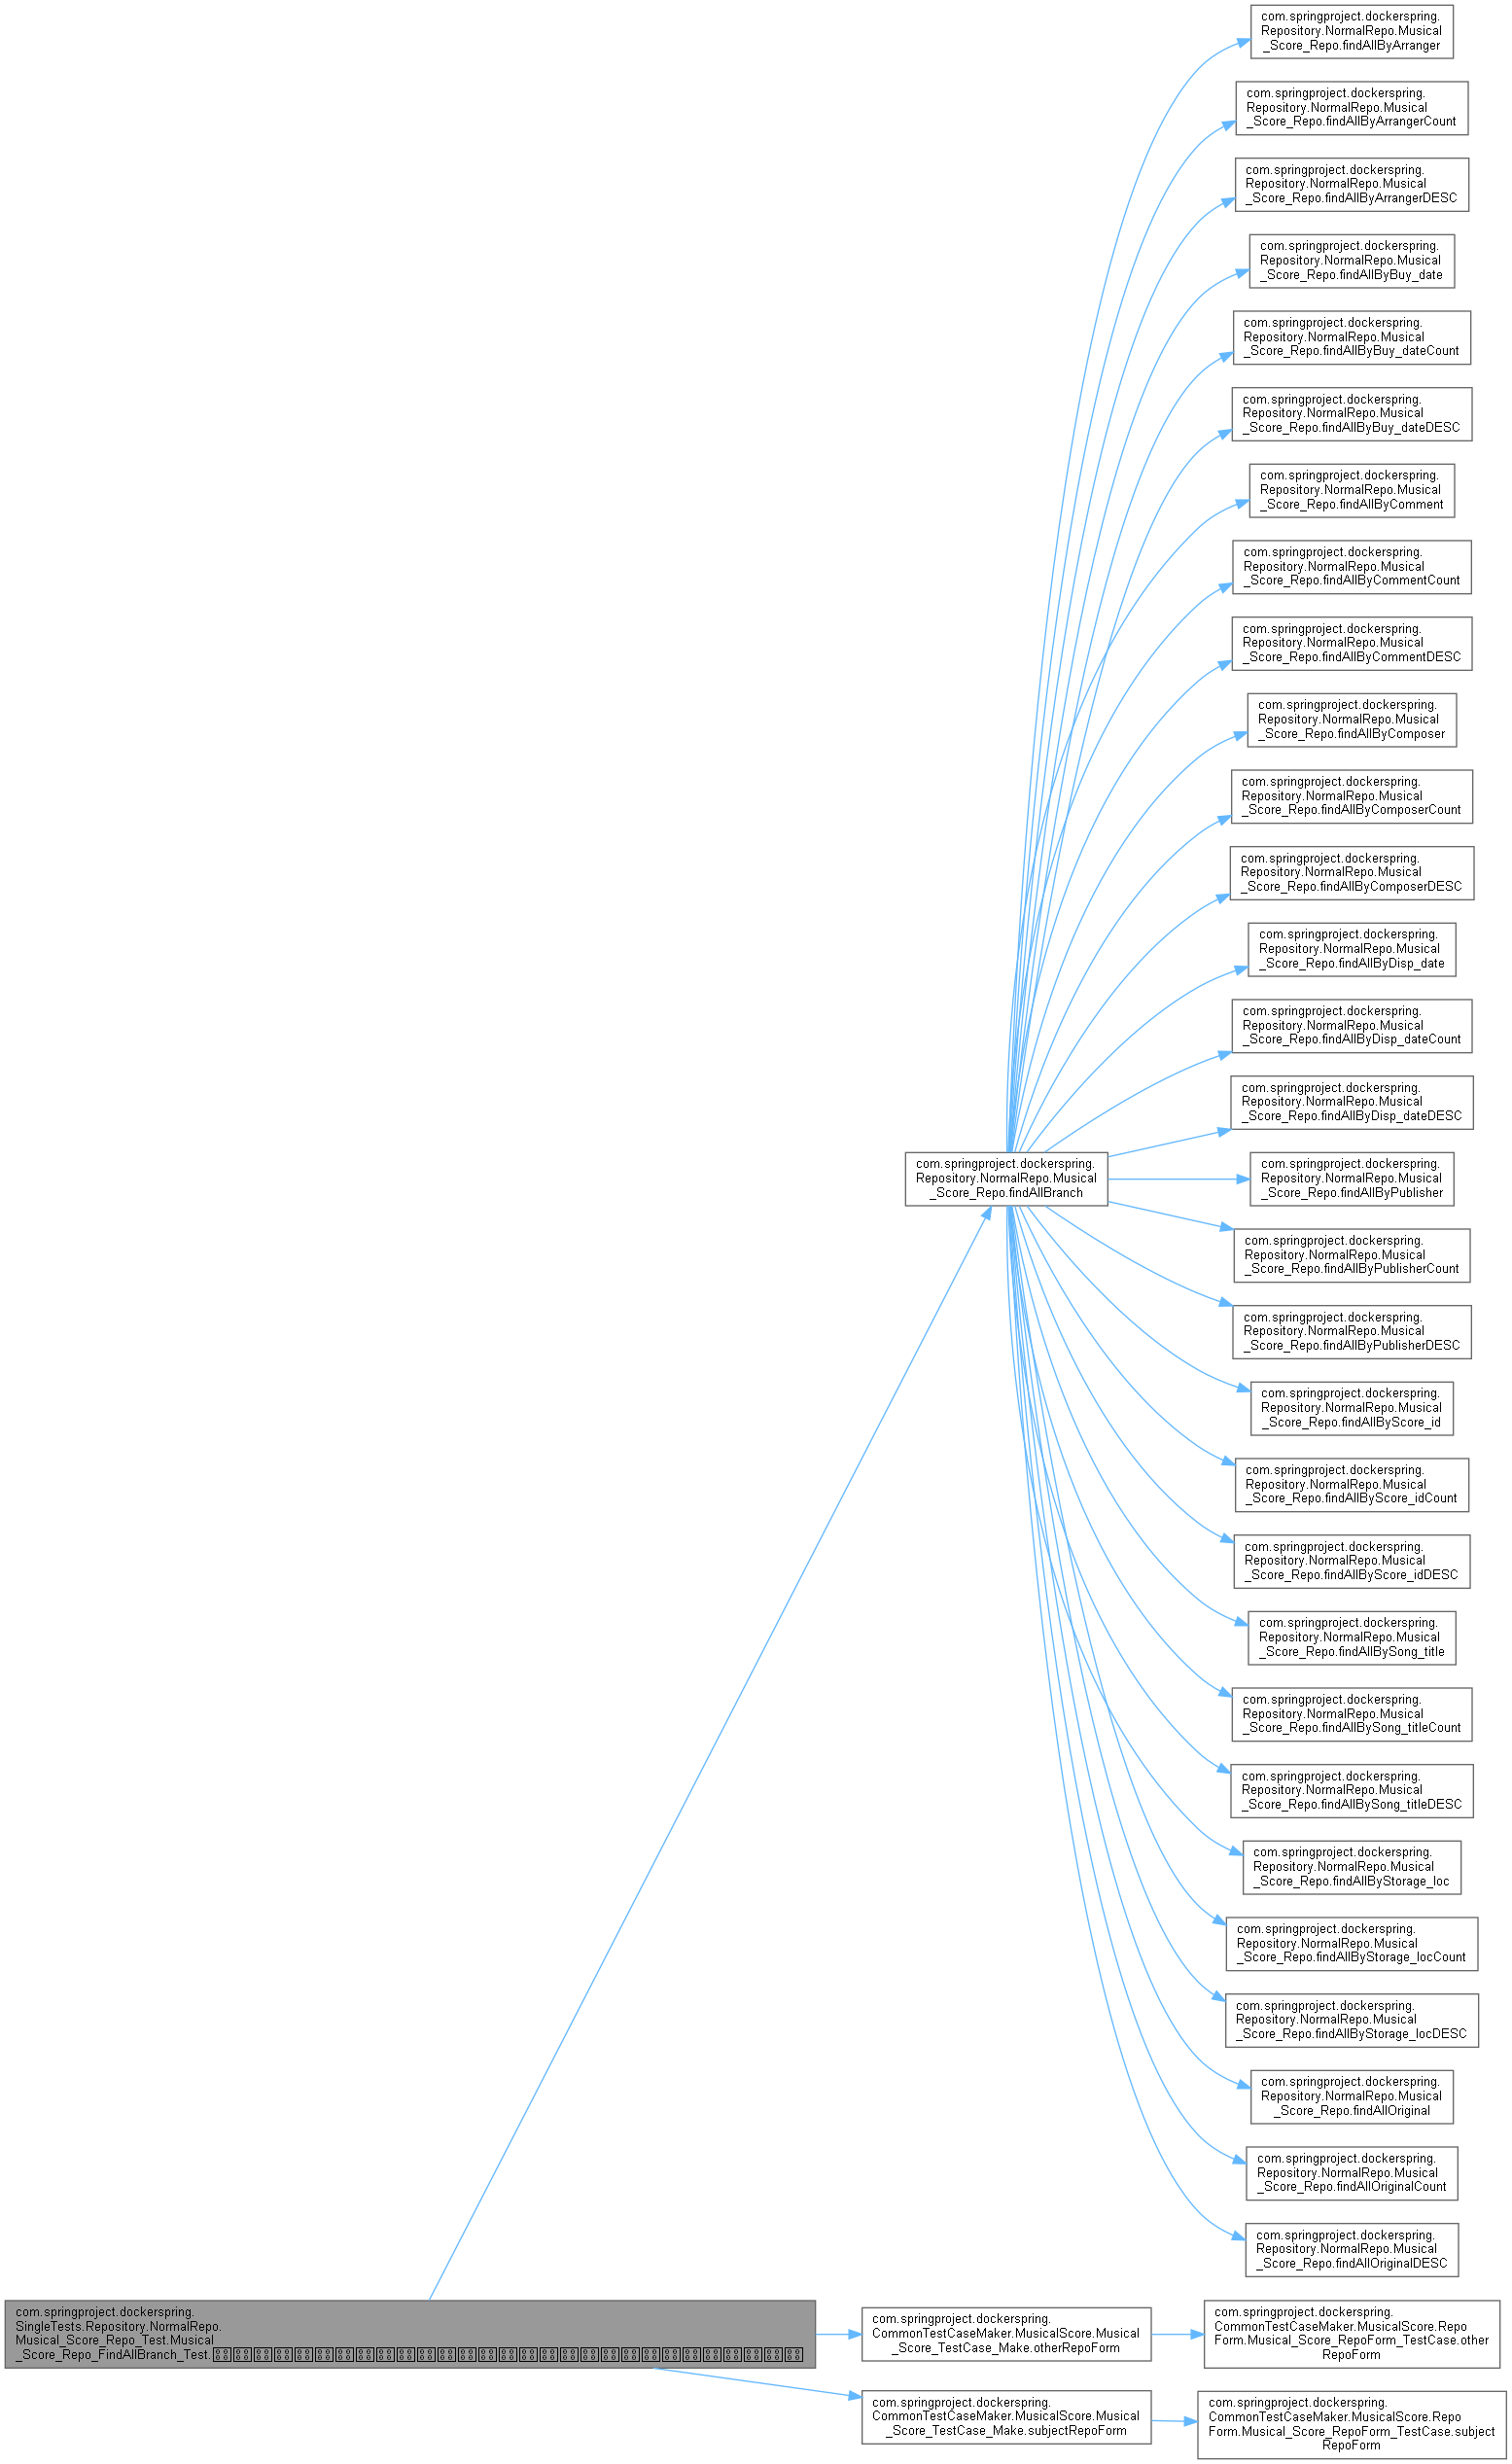 com.springproject.dockerspring.
Repository.NormalRepo.Musical
_Score_Repo.findAllByArranger
com.springproject.dockerspring.
Repository.NormalRepo.Musical
_Score_Repo.findAllByArrangerCount
com.springproject.dockerspring.
Repository.NormalRepo.Musical
_Score_Repo.findAllByArrangerDESC
com.springproject.dockerspring.
Repository.NormalRepo.Musical
_Score_Repo.findAllByBuy_date
com.springproject.dockerspring.
Repository.NormalRepo.Musical
_Score_Repo.findAllByBuy_dateCount
com.springproject.dockerspring.
Repository.NormalRepo.Musical
_Score_Repo.findAllByBuy_dateDESC
com.springproject.dockerspring.
Repository.NormalRepo.Musical
_Score_Repo.findAllByComment
com.springproject.dockerspring.
Repository.NormalRepo.Musical
_Score_Repo.findAllByCommentCount
com.springproject.dockerspring.
Repository.NormalRepo.Musical
_Score_Repo.findAllByCommentDESC
com.springproject.dockerspring.
Repository.NormalRepo.Musical
_Score_Repo.findAllByComposer
com.springproject.dockerspring.
Repository.NormalRepo.Musical
_Score_Repo.findAllByComposerCount
com.springproject.dockerspring.
Repository.NormalRepo.Musical
_Score_Repo.findAllByComposerDESC
com.springproject.dockerspring.
Repository.NormalRepo.Musical
_Score_Repo.findAllByDisp_date
com.springproject.dockerspring.
Repository.NormalRepo.Musical
_Score_Repo.findAllByDisp_dateCount
com.springproject.dockerspring.
Repository.NormalRepo.Musical
_Score_Repo.findAllByDisp_dateDESC
com.springproject.dockerspring.
Repository.NormalRepo.Musical
_Score_Repo.findAllBranch
com.springproject.dockerspring.
Repository.NormalRepo.Musical
_Score_Repo.findAllByPublisher
com.springproject.dockerspring.
Repository.NormalRepo.Musical
_Score_Repo.findAllByPublisherCount
com.springproject.dockerspring.
Repository.NormalRepo.Musical
_Score_Repo.findAllByPublisherDESC
com.springproject.dockerspring.
Repository.NormalRepo.Musical
_Score_Repo.findAllByScore_id
com.springproject.dockerspring.
Repository.NormalRepo.Musical
_Score_Repo.findAllByScore_idCount
com.springproject.dockerspring.
Repository.NormalRepo.Musical
_Score_Repo.findAllByScore_idDESC
com.springproject.dockerspring.
Repository.NormalRepo.Musical
_Score_Repo.findAllBySong_title
com.springproject.dockerspring.
Repository.NormalRepo.Musical
_Score_Repo.findAllBySong_titleCount
com.springproject.dockerspring.
Repository.NormalRepo.Musical
_Score_Repo.findAllBySong_titleDESC
com.springproject.dockerspring.
Repository.NormalRepo.Musical
_Score_Repo.findAllByStorage_loc
com.springproject.dockerspring.
Repository.NormalRepo.Musical
_Score_Repo.findAllByStorage_locCount
com.springproject.dockerspring.
Repository.NormalRepo.Musical
_Score_Repo.findAllByStorage_locDESC
com.springproject.dockerspring.
Repository.NormalRepo.Musical
_Score_Repo.findAllOriginal
com.springproject.dockerspring.
Repository.NormalRepo.Musical
_Score_Repo.findAllOriginalCount
com.springproject.dockerspring.
Repository.NormalRepo.Musical
_Score_Repo.findAllOriginalDESC
com.springproject.dockerspring.
SingleTests.Repository.NormalRepo.
Musical_Score_Repo_Test.Musical
_Score_Repo_FindAllBranch_Test.
com.springproject.dockerspring.
CommonTestCaseMaker.MusicalScore.Musical
_Score_TestCase_Make.otherRepoForm
com.springproject.dockerspring.
CommonTestCaseMaker.MusicalScore.Repo
Form.Musical_Score_RepoForm_TestCase.other
RepoForm
com.springproject.dockerspring.
CommonTestCaseMaker.MusicalScore.Musical
_Score_TestCase_Make.subjectRepoForm
com.springproject.dockerspring.
CommonTestCaseMaker.MusicalScore.Repo
Form.Musical_Score_RepoForm_TestCase.subject
RepoForm